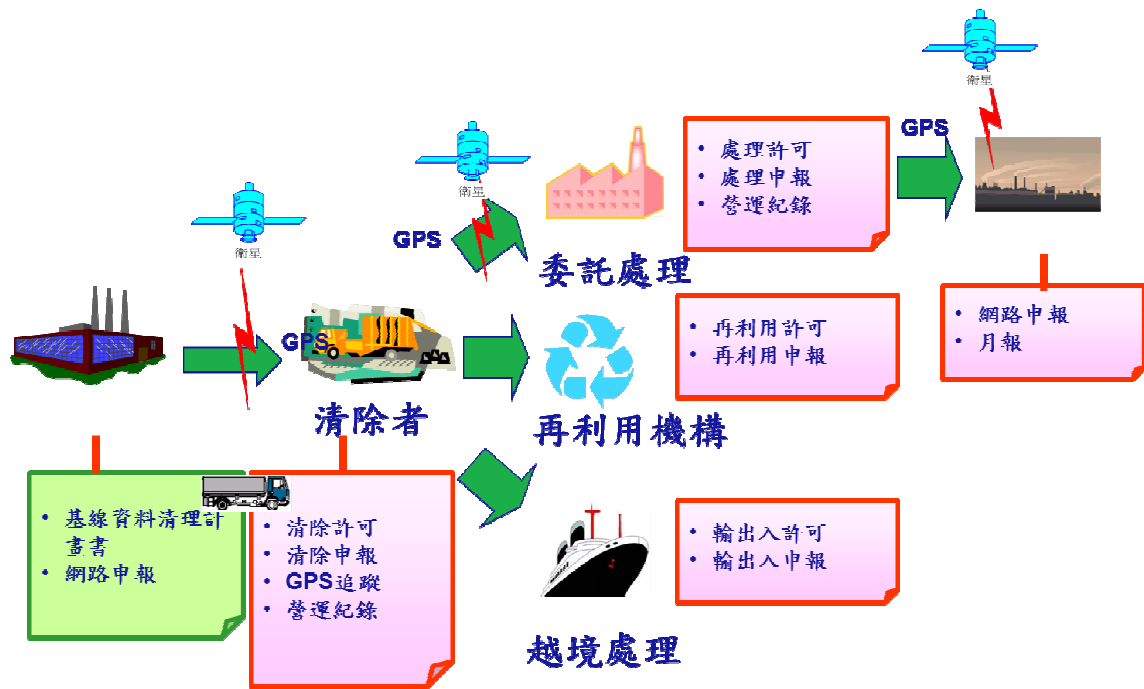 衛星
GPS
衛星
GPS
衛星
GPS
• 處理許可
• 處理申報
• 營運紀錄
委託處理
• 網路申報
• 月報
• 再利用許可
• 再利用申報
清除者
再利用機構
• 基線資料清理計
畫書
• 網路申報
• 清除許可
• 清除申報
• GPS追蹤
• 營運紀錄
• 輸出入許可
• 輸出入申報
越境處理